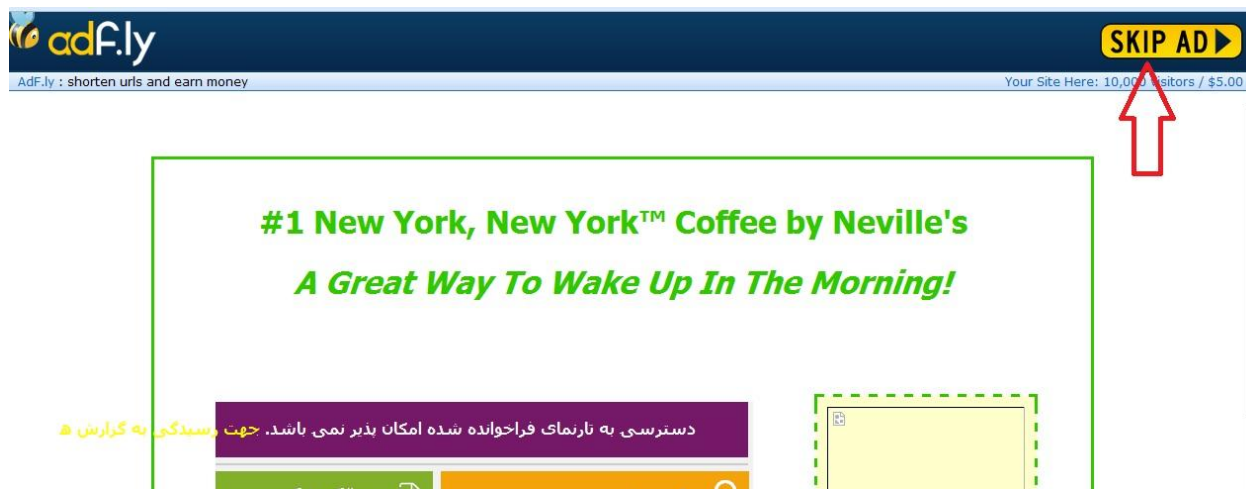 adf.ly
SKIP AD
AdF.ly : shorten urls and earn money
Your Site Here: 10,000 visitors / $5.00
#1 New York, New York™ Coffee by Neville's
A Great Way To Wake Up In The Morning!
دسترسی به تارنمای فراخوانده شده امکان پذیر نمی باشد. جهت رسیدگی به گزارش ه